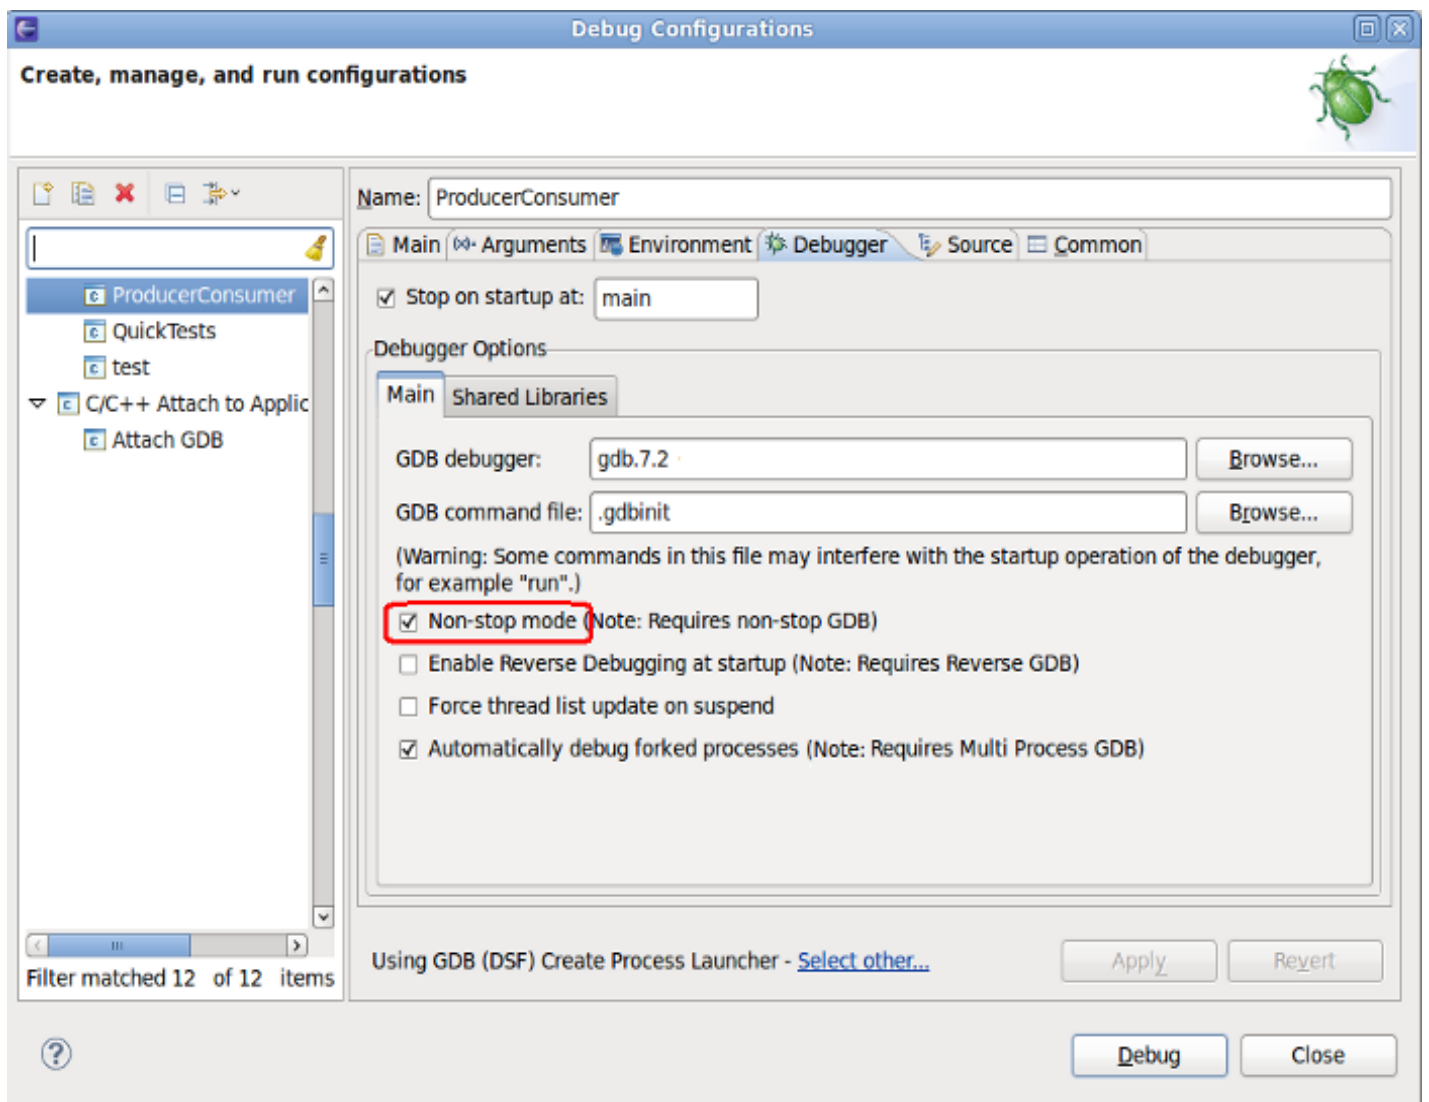 Debug Configurations
Create, manage, and run configurations
Name: ProducerConsumer
Main Arguments Environment Debugger Source Common
ProducerConsumer
QuickTests
test
C/C++ Attach to Applic
Attach GDB
Filter matched 12 of 12 items
Stop on startup at: main
Debugger Options
Main Shared Libraries
GDB debugger: gdb.7.2 Browse...
GDB command file: .gdbinit Browse...
(Warning: Some commands in this file may interfere with the startup operation of the debugger,
for example "run".)
Non-stop mode (Note: Requires non-stop GDB)
Enable Reverse Debugging at startup (Note: Requires Reverse GDB)
Force thread list update on suspend
Automatically debug forked processes (Note: Requires Multi Process GDB)
Using GDB (DSF) Create Process Launcher - Select other... Apply Revert
Debug Close